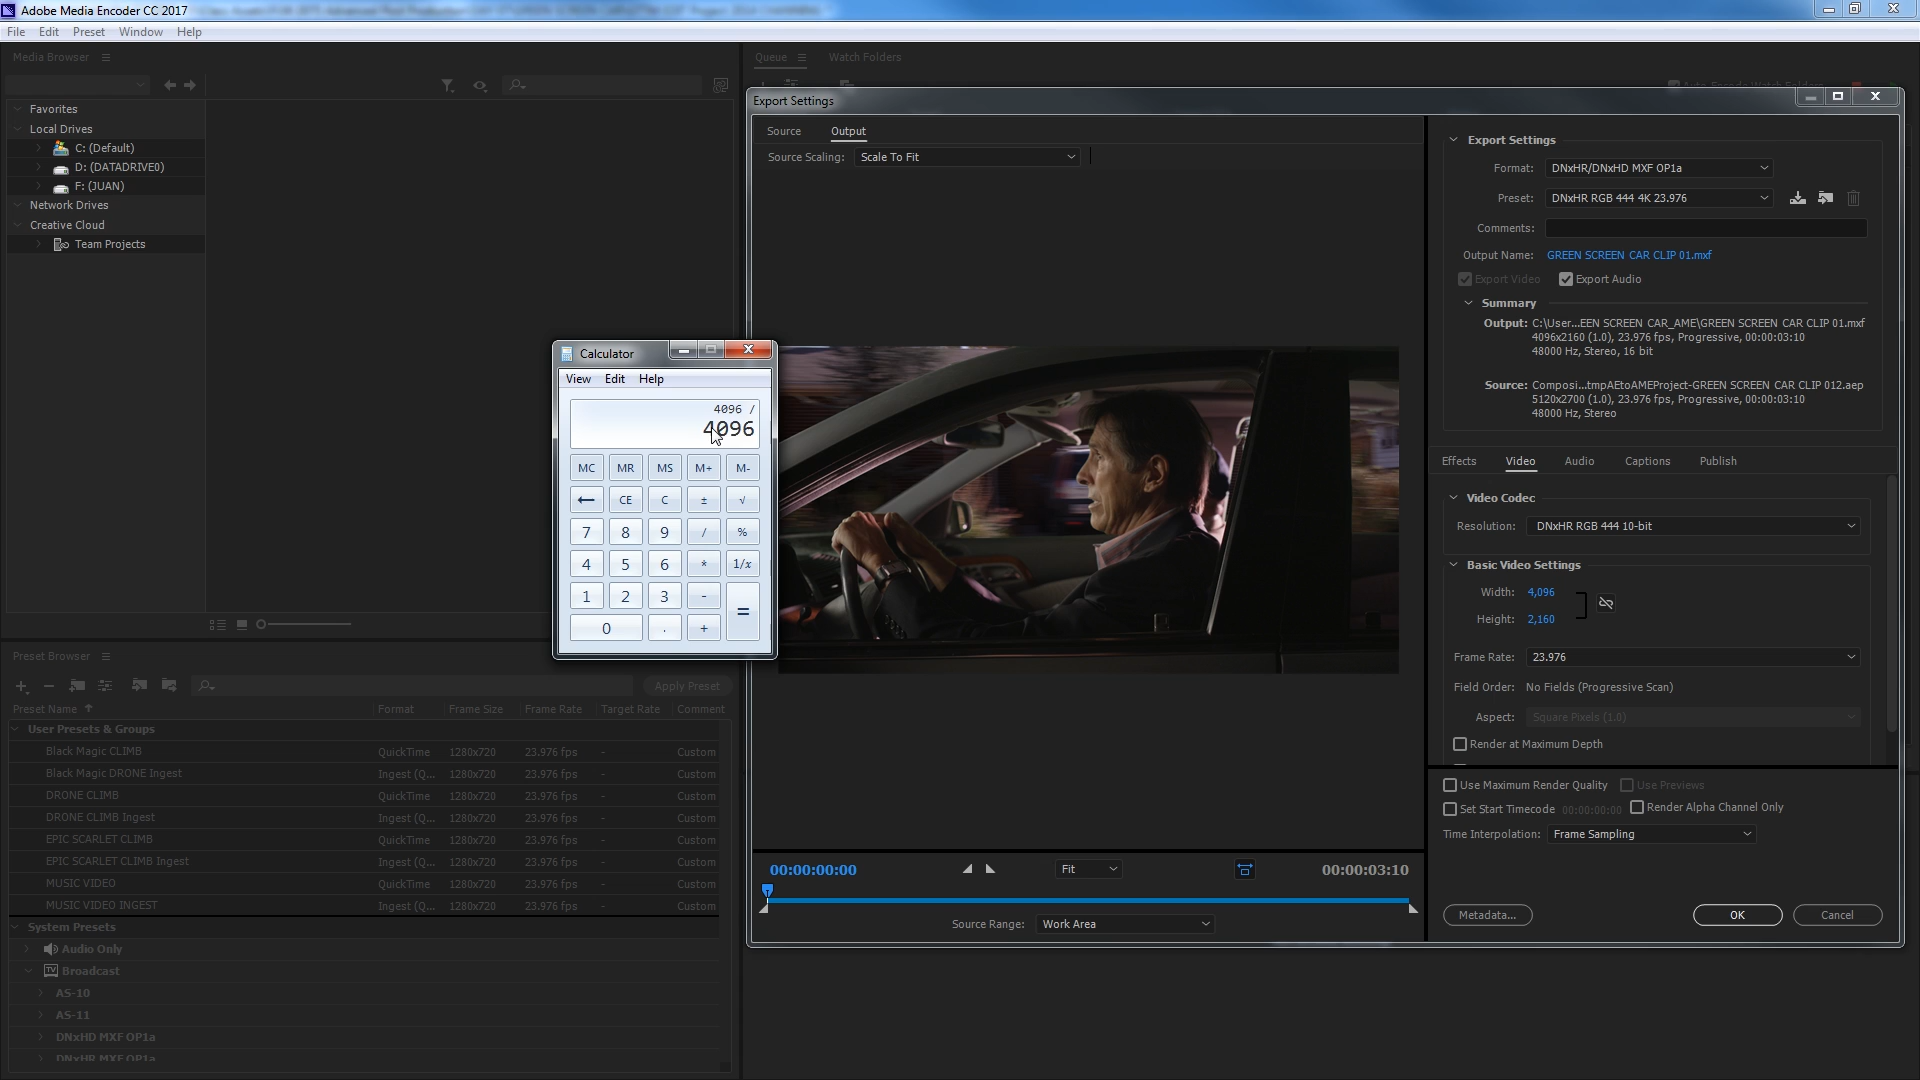 Adobe Media Encoder CC 2017
File Edit Preset Window Help
Media Browser
Favorites
Local Drives
C: (Default)
D: (DATADRIVE0)
F: (JUAN)
Network Drives
Creative Cloud
Team Projects
Queue Watch Folders
Export Settings
Source Output
Source Scaling: Scale To Fit
Calculator
View Edit Help
4096 /
4096
MC MR MS M+ M-
← CE C ± √
7 8 9 / %
4 5 6 * 1/x
1 2 3 - =
0 . +
00:00:00:00 Fit 00:00:03:10
Source Range: Work Area
Export Settings
Format: DNxHR/DNxHD MXF OP1a
Preset: DNxHR RGB 444 4K 23.976
Comments:
Output Name: GREEN SCREEN CAR CLIP 01.mxf
Export Video Export Audio
Summary
Output: C:\User...EEN SCREEN CAR_AME\GREEN SCREEN CAR CLIP 01.mxf
4096x2160 (1.0), 23.976 fps, Progressive, 00:00:03:10
48000 Hz, Stereo, 16 bit
Source: Composi...tmpAEtoAMEProject-GREEN SCREEN CAR CLIP 012.aep
5120x2700 (1.0), 23.976 fps, Progressive, 00:00:03:10
48000 Hz, Stereo
Effects Video Audio Captions Publish
Video Codec
Resolution: DNxHR RGB 444 10-bit
Basic Video Settings
Width: 4,096
Height: 2,160
Frame Rate: 23.976
Field Order: No Fields (Progressive Scan)
Aspect: Square Pixels (1.0)
Render at Maximum Depth
Use Maximum Render Quality Use Previews
Set Start Timecode 00:00:00:00 Render Alpha Channel Only
Time Interpolation: Frame Sampling
Metadata... OK Cancel
Preset Browser
Apply Preset
Preset Name Format Frame Size Frame Rate Target Rate Comment
User Presets & Groups
Black Magic CLIMB QuickTime 1280x720 23.976 fps - Custom
Black Magic DRONE Ingest Ingest (Q... 1280x720 23.976 fps - Custom
DRONE CLIMB QuickTime 1280x720 23.976 fps - Custom
DRONE CLIMB Ingest Ingest (Q... 1280x720 23.976 fps - Custom
EPIC SCARLET CLIMB QuickTime 1280x720 23.976 fps - Custom
EPIC SCARLET CLIMB Ingest Ingest (Q... 1280x720 23.976 fps - Custom
MUSIC VIDEO QuickTime 1280x720 23.976 fps - Custom
MUSIC VIDEO INGEST Ingest (Q... 1280x720 23.976 fps - Custom
System Presets
Audio Only
TV Broadcast
AS-10
AS-11
DNxHD MXF OP1a
DNxHR MXF OP1a